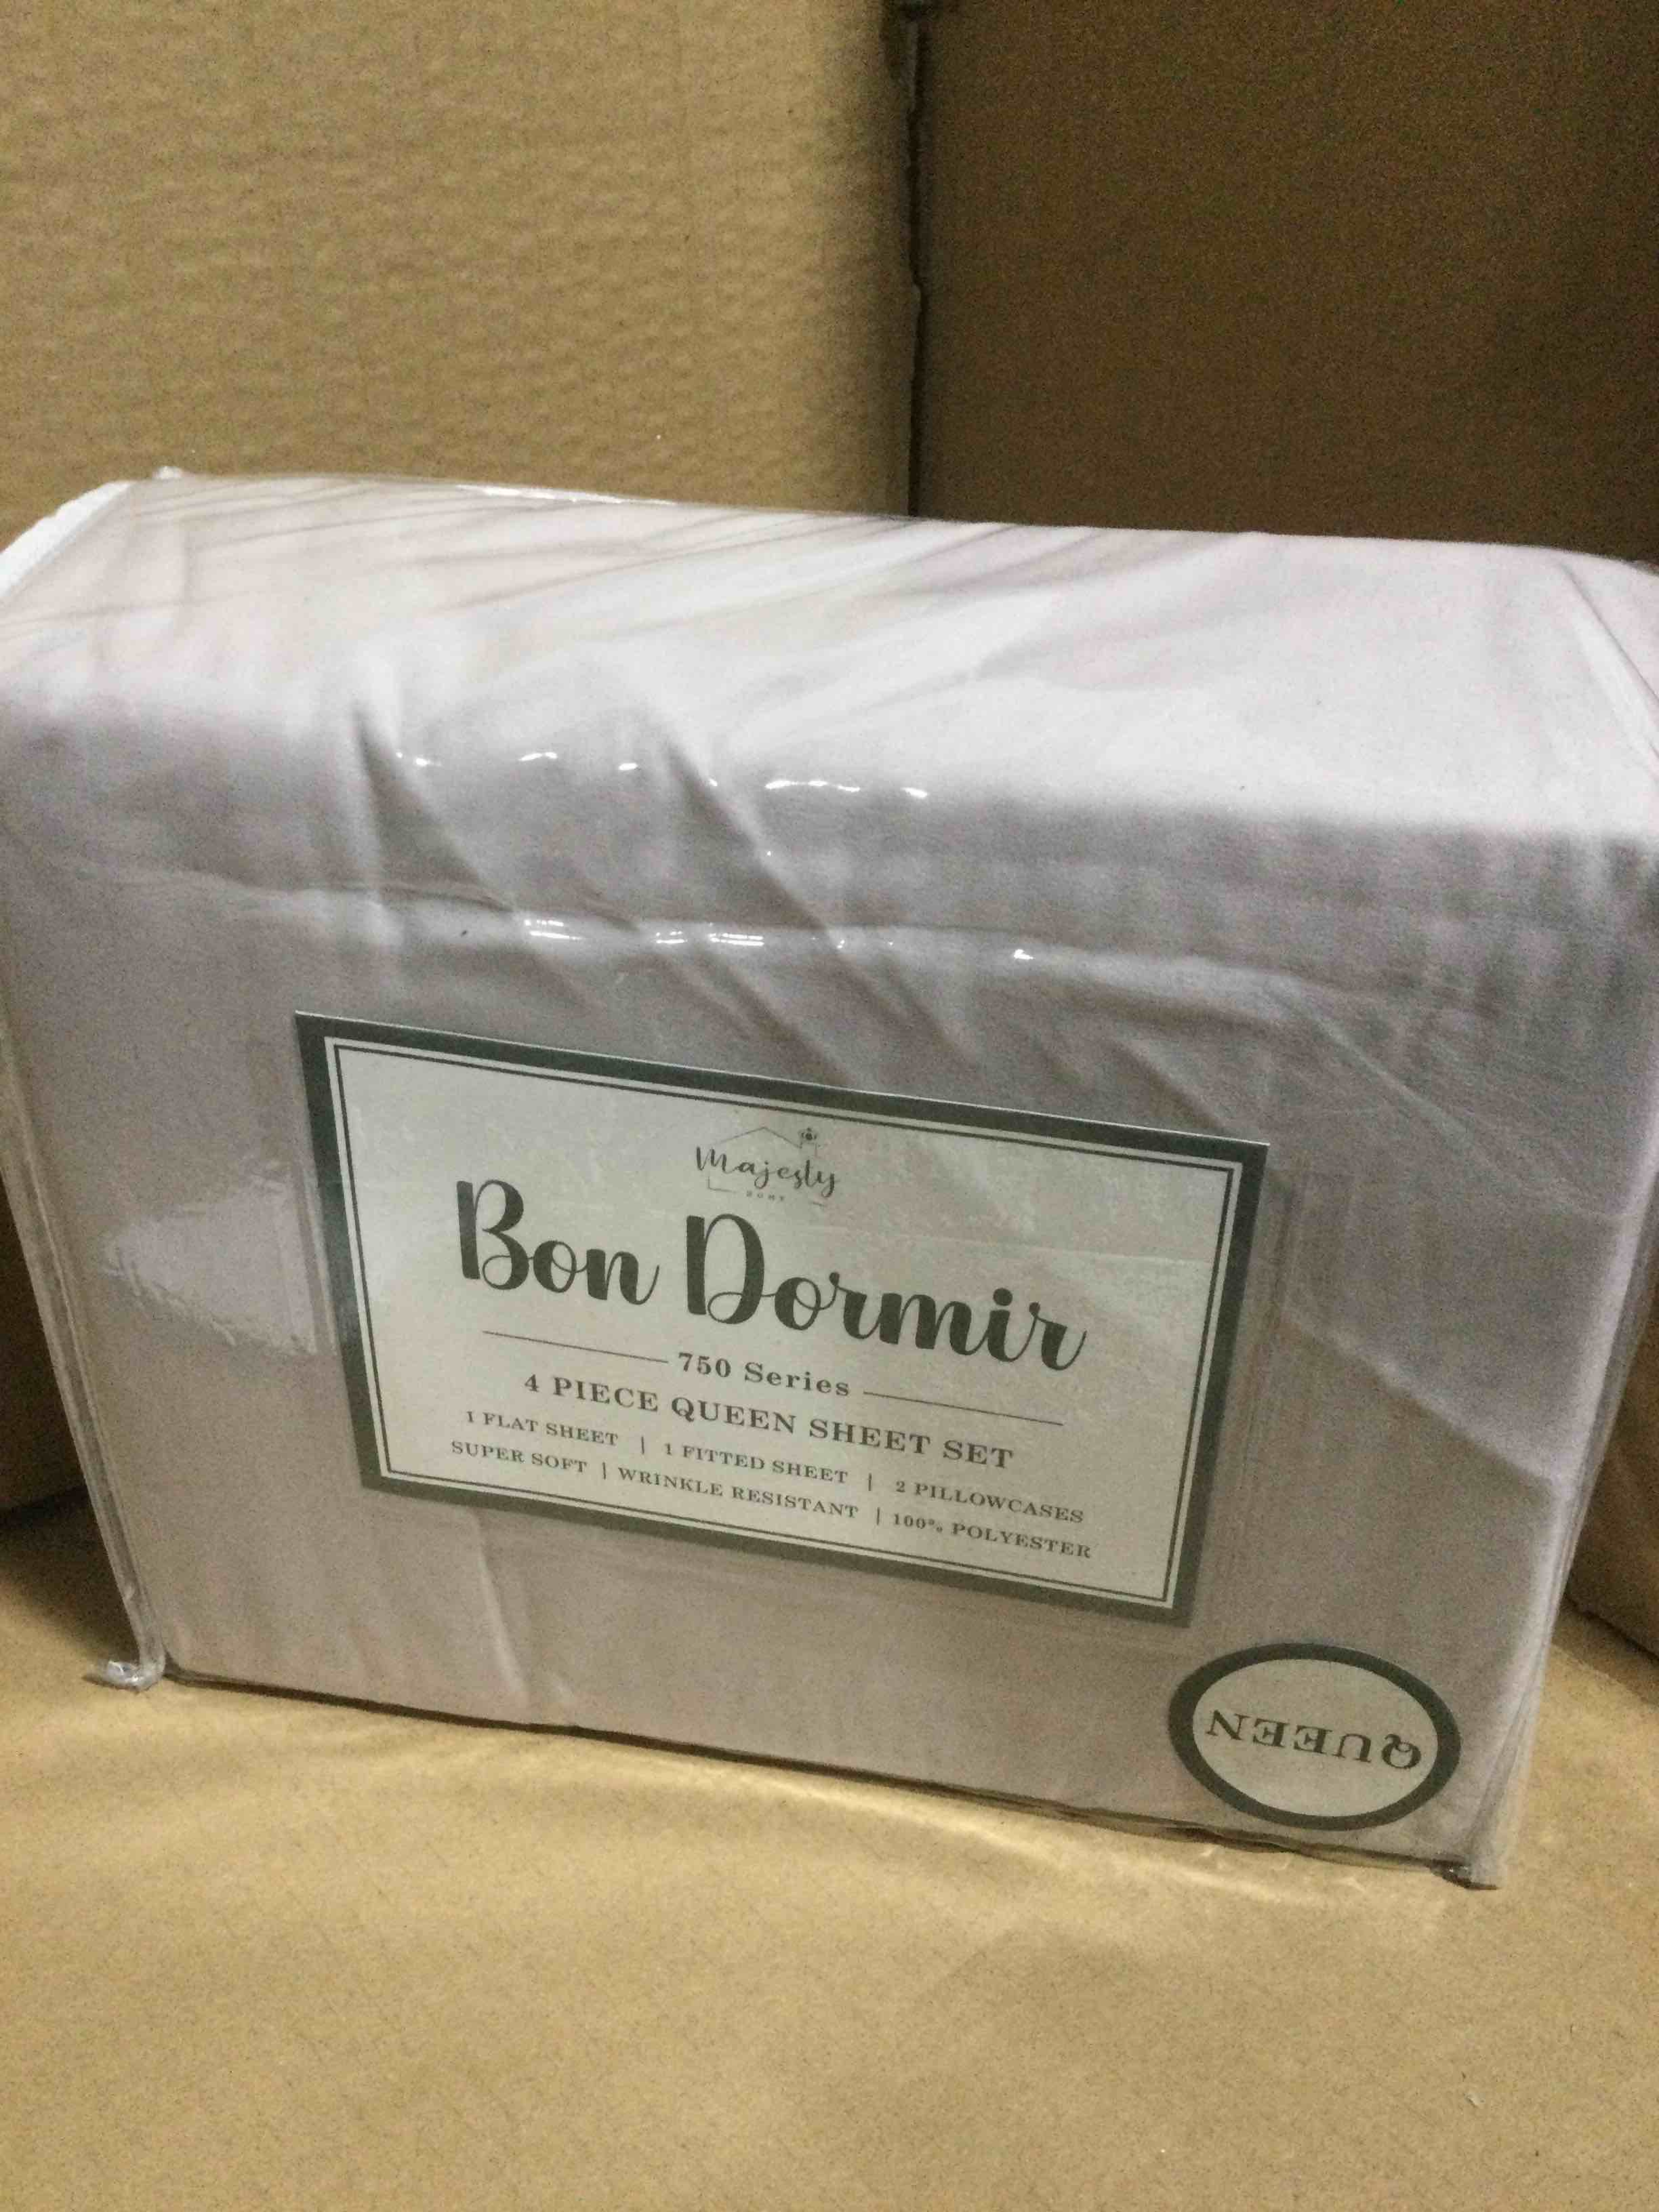 Majesty
HOME
Bon Dormir
750 Series
4 PIECE QUEEN SHEET SET
1 FLAT SHEET | 1 FITTED SHEET | 2 PILLOWCASES
SUPER SOFT | WRINKLE RESISTANT | 100% POLYESTER
QUEEN